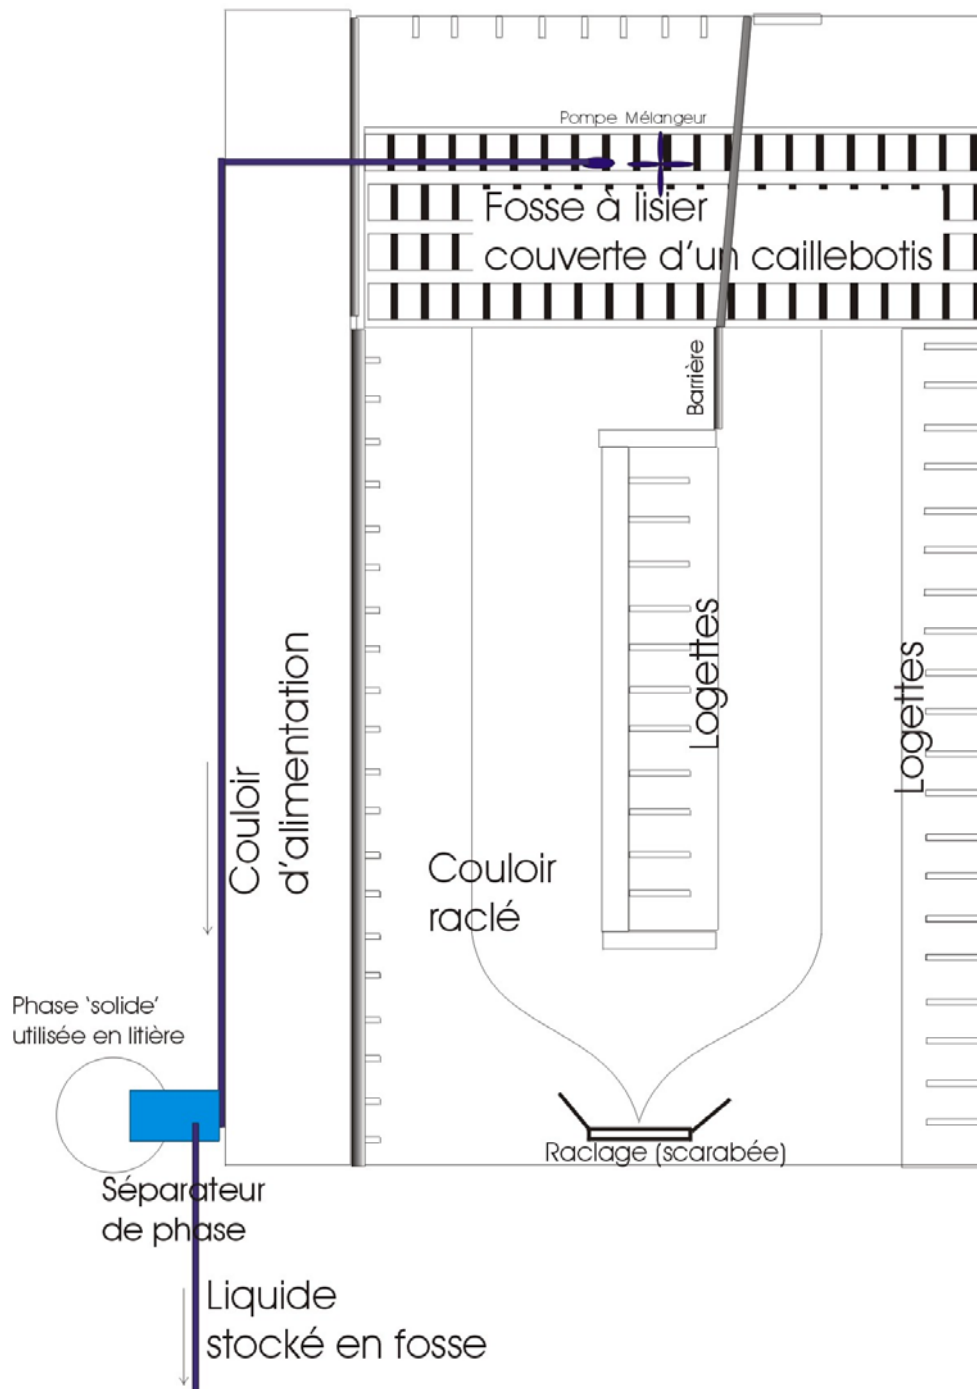 Pompe Mélangeur
Fosse à lisier
couverte d'un caillebotis
Barrière
Logettes
Logettes
Couloir
d'alimentation
Couloir
raclé
Phase 'solide'
utilisée en litière
Raclage (scarabée)
Séparateur
de phase
Liquide
stocké en fosse